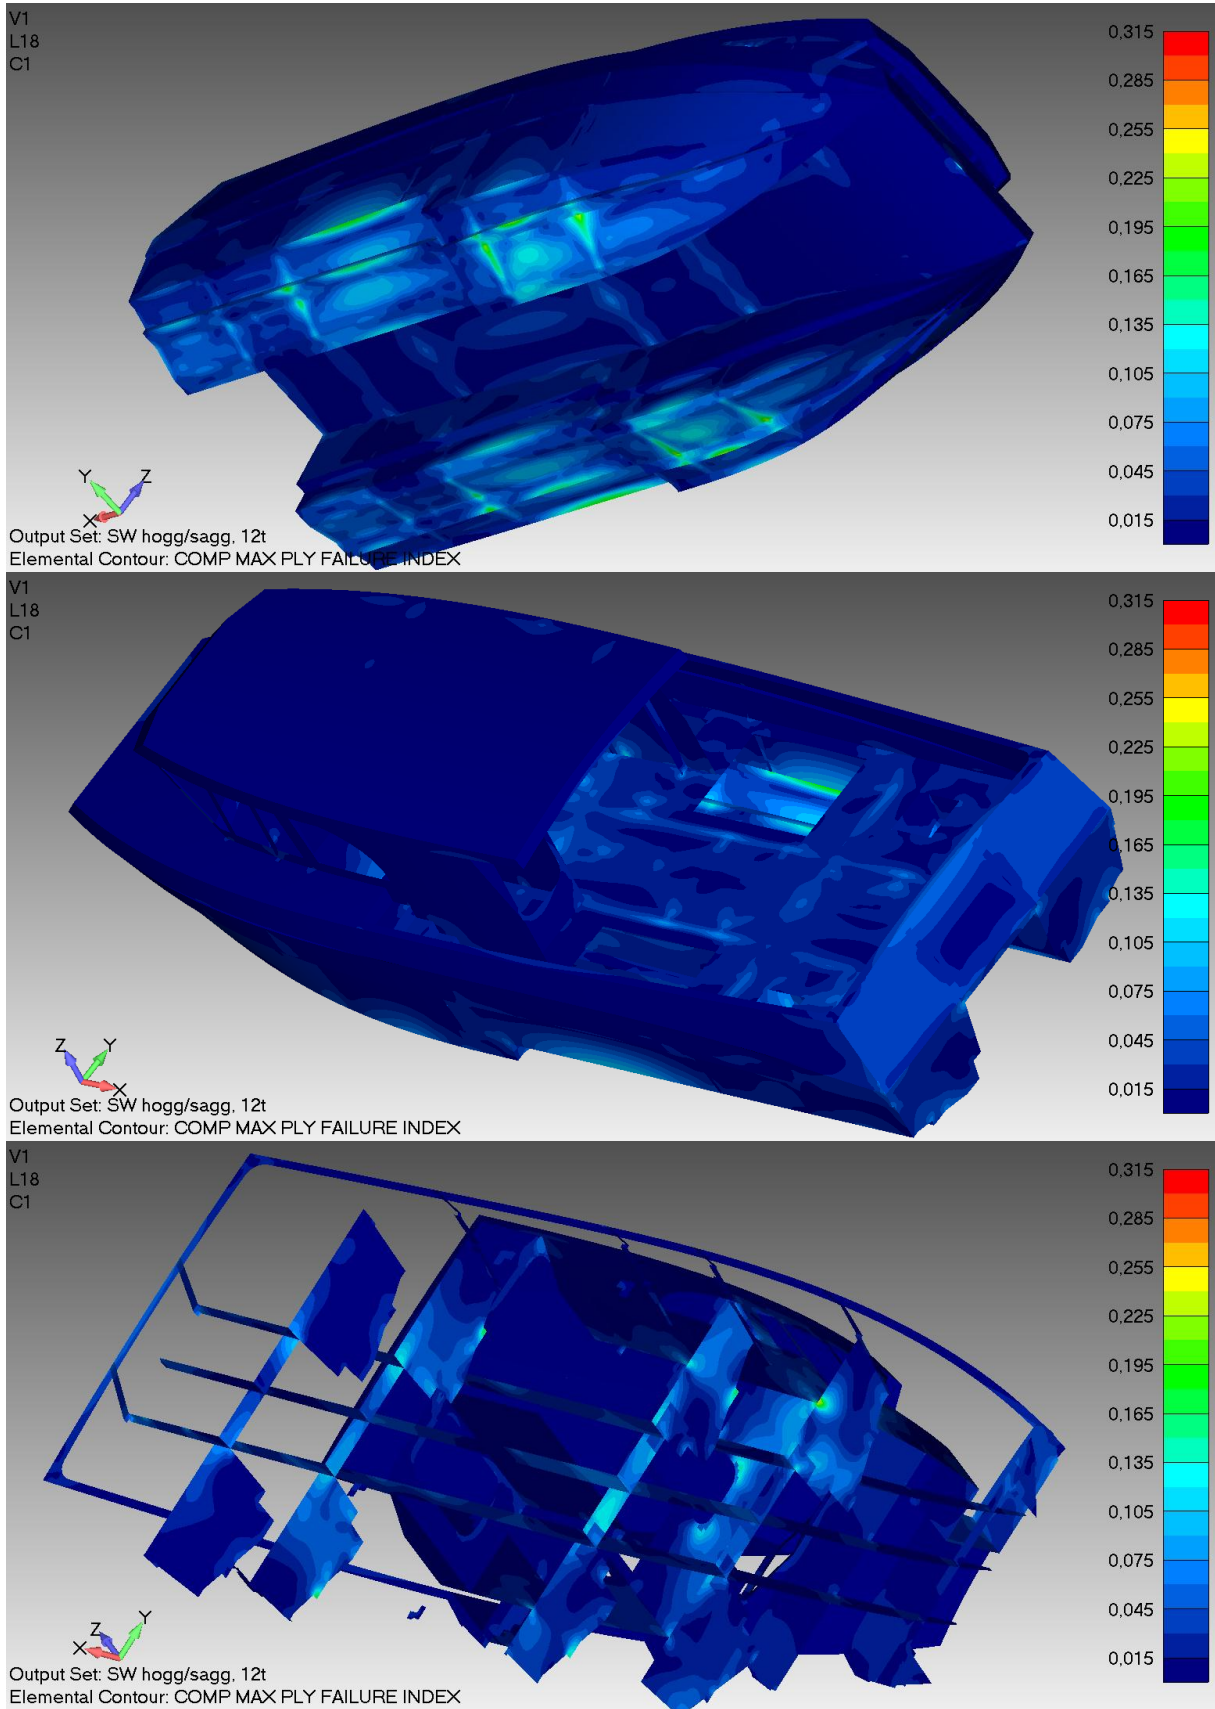 V1
L18
C1
0,315
0,285
0,255
0,225
0,195
0,165
0,135
0,105
0,075
0,045
0,015
Y
Z
X
Output Set: SW hogg/sagg, 12t
Elemental Contour: COMP MAX PLY FAILURE INDEX
V1
L18
C1
0,315
0,285
0,255
0,225
0,195
0,165
0,135
0,105
0,075
0,045
0,015
Z
Y
X
Output Set: SW hogg/sagg, 12t
Elemental Contour: COMP MAX PLY FAILURE INDEX
V1
L18
C1
0,315
0,285
0,255
0,225
0,195
0,165
0,135
0,105
0,075
0,045
0,015
Y
Z
X
Output Set: SW hogg/sagg, 12t
Elemental Contour: COMP MAX PLY FAILURE INDEX